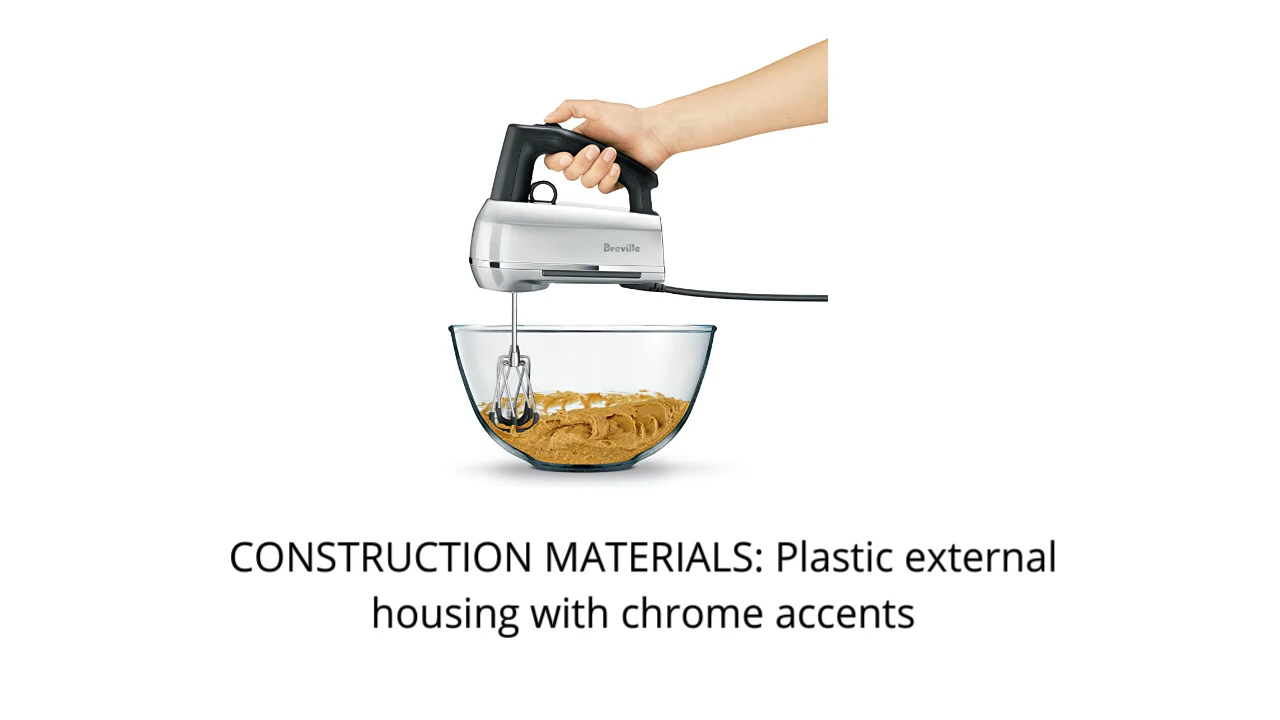 Breville
CONSTRUCTION MATERIALS: Plastic external
housing with chrome accents